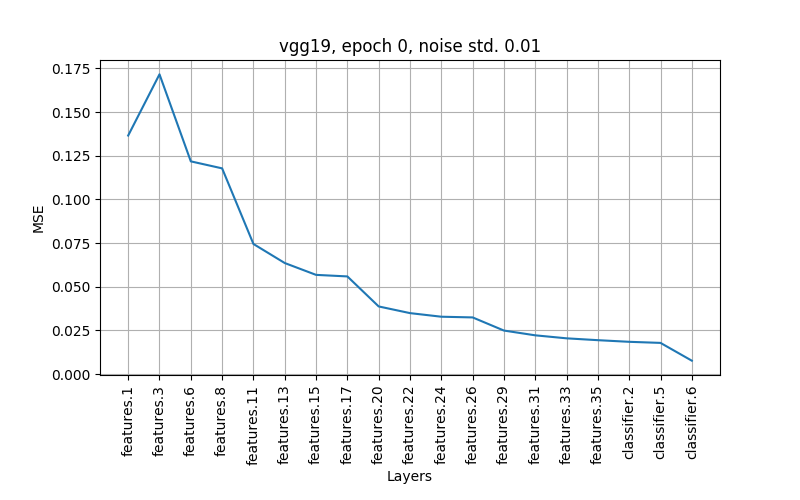 vgg19, epoch 0, noise std. 0.01
0.175
0.150
0.125
0.100
0.075
0.050
0.025
0.000
MSE
features.1
features.3
features.6
features.8
features.11
features.13
features.15
features.17
features.20
features.22
features.24
features.26
features.29
features.31
features.33
features.35
classifier.2
classifier.5
classifier.6
Layers